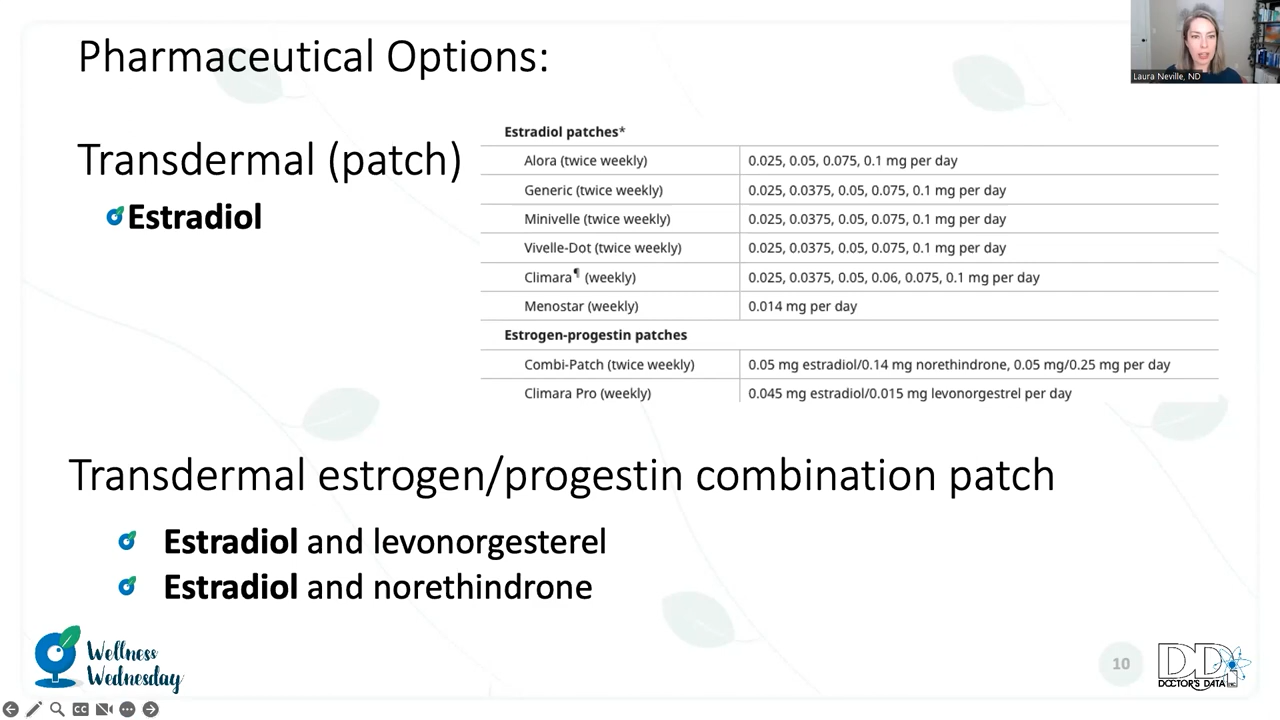 Pharmaceutical Options:
Laura Neville, ND
Transdermal (patch)
Estradiol
Estradiol patches*
Alora (twice weekly) 0.025, 0.05, 0.075, 0.1 mg per day
Generic (twice weekly) 0.025, 0.0375, 0.05, 0.075, 0.1 mg per day
Minivelle (twice weekly) 0.025, 0.0375, 0.05, 0.075, 0.1 mg per day
Vivelle-Dot (twice weekly) 0.025, 0.0375, 0.05, 0.075, 0.1 mg per day
Climara¶ (weekly) 0.025, 0.0375, 0.05, 0.06, 0.075, 0.1 mg per day
Menostar (weekly) 0.014 mg per day
Estrogen-progestin patches
Combi-Patch (twice weekly) 0.05 mg estradiol/0.14 mg norethindrone, 0.05 mg/0.25 mg per day
Climara Pro (weekly) 0.045 mg estradiol/0.015 mg levonorgestrel per day
Transdermal estrogen/progestin combination patch
Estradiol and levonorgesterel
Estradiol and norethindrone
Wellness
Wednesday
10
DDI
DOCTOR'S DATA INC
CC